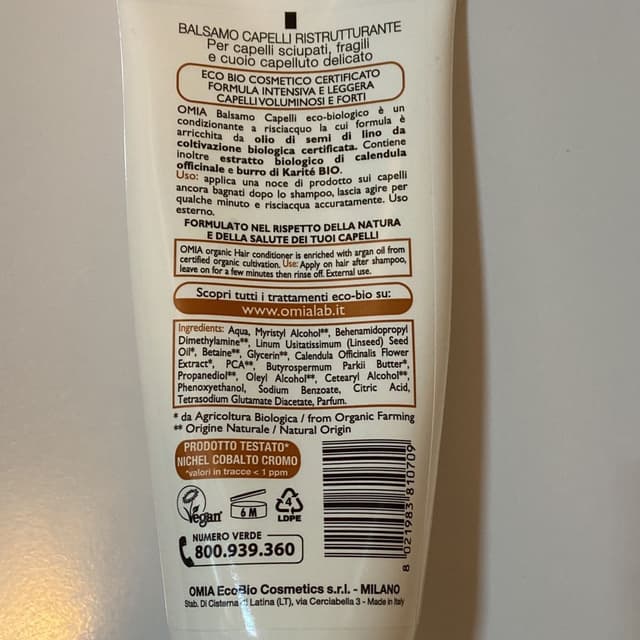 BALSAMO CAPELLI RISTRUTTURANTE
Per capelli sciupati, fragili
e cuoio capelluto delicato
ECO BIO COSMETICO CERTIFICATO
FORMULA INTENSIVA E LEGGERA
CAPELLI VOLUMINOSI E FORTI
OMIA Balsamo Capelli eco-biologico è un
condizionante a risciacquo la cui formula è
arricchita da olio di semi di lino da
coltivazione biologica certificata. Contiene
inoltre estratto biologico di calendula
officinale e burro di Karité BIO.
Uso: applica una noce di prodotto sui capelli
ancora bagnati dopo lo shampoo, lascia agire per
qualche minuto e risciacqua accuratamente. Uso
esterno.
FORMULATO NEL RISPETTO DELLA NATURA
E DELLA SALUTE DEI TUOI CAPELLI
OMIA organic Hair conditioner is enriched with argan oil from
certified organic cultivation. Use: Apply on hair after shampoo,
leave on for a few minutes then rinse off. External use.
Scopri tutti i trattamenti eco-bio su:
www.omialab.it
Ingredients: Aqua, Myristyl Alcohol**, Behenamidopropyl
Dimethylamine**, Linum Usitatissimum (Linseed) Seed
Oil*, Betaine**, Glycerin**, Calendula Officinalis Flower
Extract*, PCA**, Butyrospermum Parkii Butter*,
Propanediol**, Oleyl Alcohol**, Cetearyl Alcohol**,
Phenoxyethanol, Sodium Benzoate, Citric Acid,
Tetrasodium Glutamate Diacetate, Parfum.
* da Agricoltura Biologica / from Organic Farming
** Origine Naturale / Natural Origin
PRODOTTO TESTATO*
NICHEL COBALTO CROMO
*valori in tracce < 1 ppm
Vegan
6 M
4
LDPE
8 021983 810709
NUMERO VERDE
800.939.360
OMIA EcoBio Cosmetics s.r.l. - MILANO
Stab. Di Cisterna di Latina (LT), via Cerciabella 3 - Made in Italy